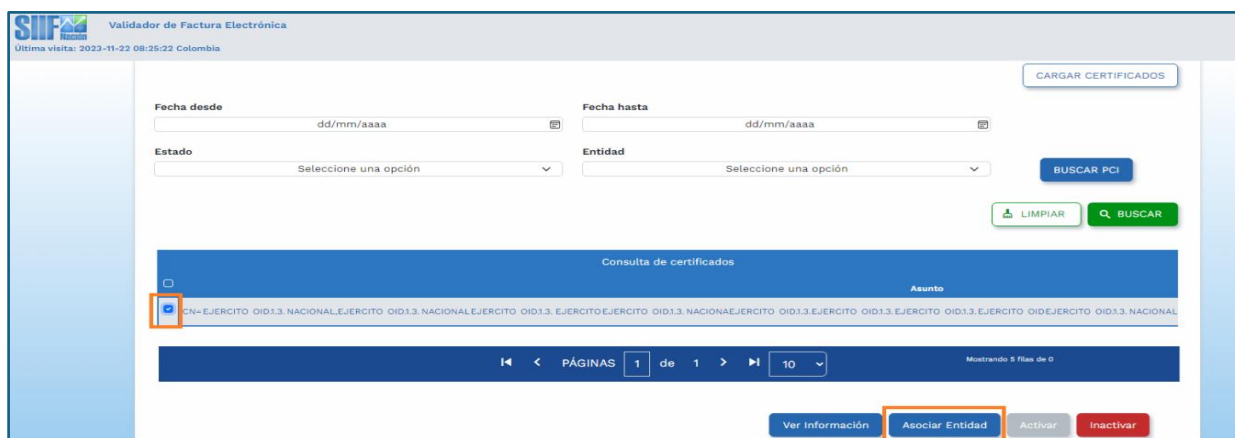 SIIF Nación
Validador de Factura Electrónica
Última visita: 2023-11-22 08:25:22 Colombia
CARGAR CERTIFICADOS
Fecha desde Fecha hasta
dd/mm/aaaa dd/mm/aaaa
Estado Entidad
Seleccione una opción Seleccione una opción BUSCAR PCI
LIMPIAR BUSCAR
Consulta de certificados
Asunto
CN=EJERCITO OID.1.3. NACIONAL,EJERCITO OID.1.3. NACIONALEJERCITO OID.1.3. EJERCITOEJERCITO OID.1.3. NACIONAEJERCITO OID.1.3.EJERCITO OID.1.3.EJERCITO OID.1.3.EJERCITO OIDEJERCITO OID.1.3. NACIONAL
PÁGINAS 1 de 1 10 Mostrando 5 filas de 0
Ver Información Asociar Entidad Activar Inactivar